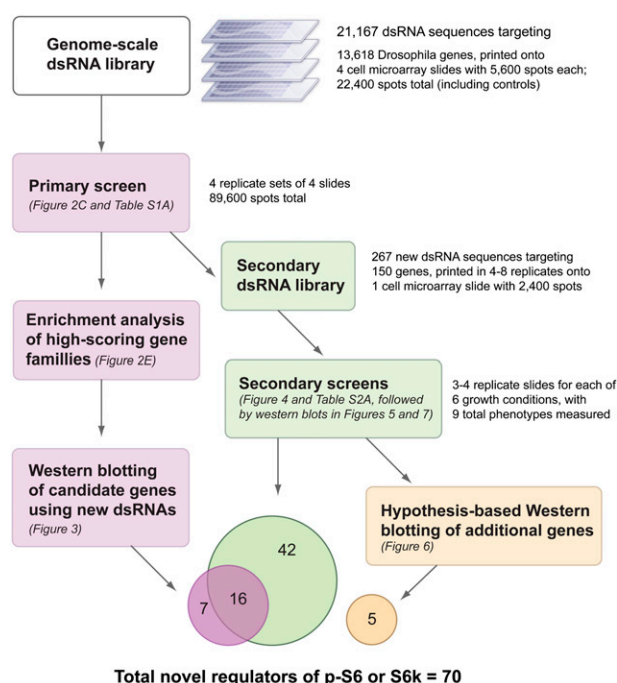 Genome-scale
dsRNA library
21,167 dsRNA sequences targeting
13,618 Drosophila genes, printed onto
4 cell microarray slides with 5,600 spots each;
22,400 spots total (including controls)
Primary screen
(Figure 2C and Table S1A)
4 replicate sets of 4 slides
89,600 spots total
Secondary
dsRNA library
267 new dsRNA sequences targeting
150 genes, printed in 4-8 replicates onto
1 cell microarray slide with 2,400 spots
Enrichment analysis
of high-scoring gene
famillies (Figure 2E)
Secondary screens
(Figure 4 and Table S2A, followed
by western blots in Figures 5 and 7)
3-4 replicate slides for each of
6 growth conditions, with
9 total phenotypes measured
Western blotting
of candidate genes
using new dsRNAs
(Figure 3)
Hypothesis-based Western
blotting of additional genes
(Figure 6)
42
7
16
5
Total novel regulators of p-S6 or S6k = 70